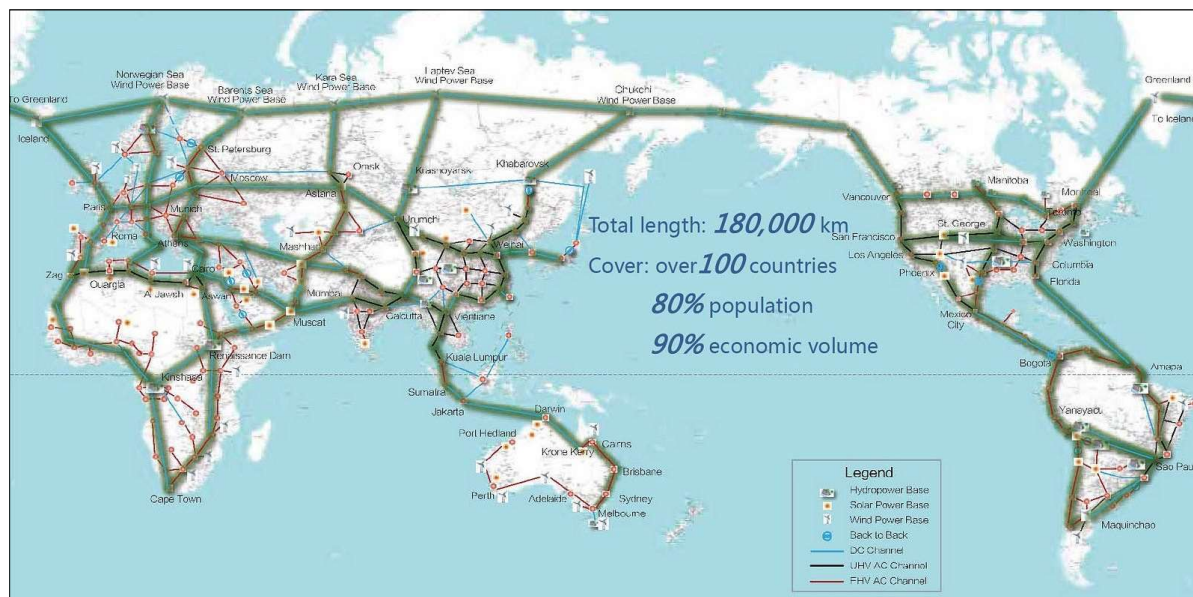 Norwegian Sea
Wind Power Base
Barents Sea
Wind Power Base
Kara Sea
Wind Power Base
Laptev Sea
Wind Power Base
Chukchi
Wind Power Base
Greenland
To Greenland
To Iceland
Iceland
St. Petersburg
Moscow
Omsk
Krasnoyarsk
Khabarovsk
Astana
Paris
Munich
Urumchi
Vancouver
Manitoba
Montreal
Toronto
Roma
Athens
Mashhad
Weihai
St. George
San Francisco
Washington
Los Angeles
Zag
Ouargla
Cairo
Al Jawsh
Aswan
Mumbai
Muscat
Calcutta
Vientiane
Phoenix
Columbia
Florida
Mexico
City
Total length: 180,000 km
Cover: over 100 countries
80% population
90% economic volume
Renaissance Dam
Kuala Lumpur
Kinshasa
Sumatra
Jakarta
Bogota
Amapa
Yanayacu
Darwin
Port Hedland
Krone Kerry
Cairns
Brisbane
Perth
Adelaide
Sydney
Melbourne
Cape Town
Sao Paul
Maquinchao
Legend
Hydropower Base
Solar Power Base
Wind Power Base
Back to Back
DC Channel
UHV AC Channel
EHV AC Channel